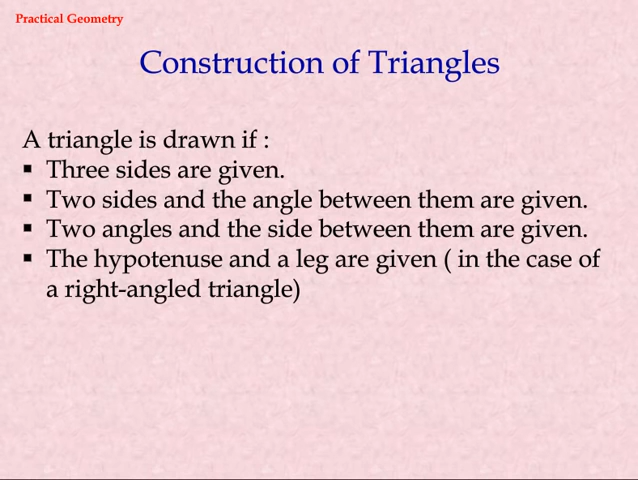 Practical Geometry
Construction of Triangles
A triangle is drawn if :
▪ Three sides are given.
▪ Two sides and the angle between them are given.
▪ Two angles and the side between them are given.
▪ The hypotenuse and a leg are given ( in the case of
a right-angled triangle)